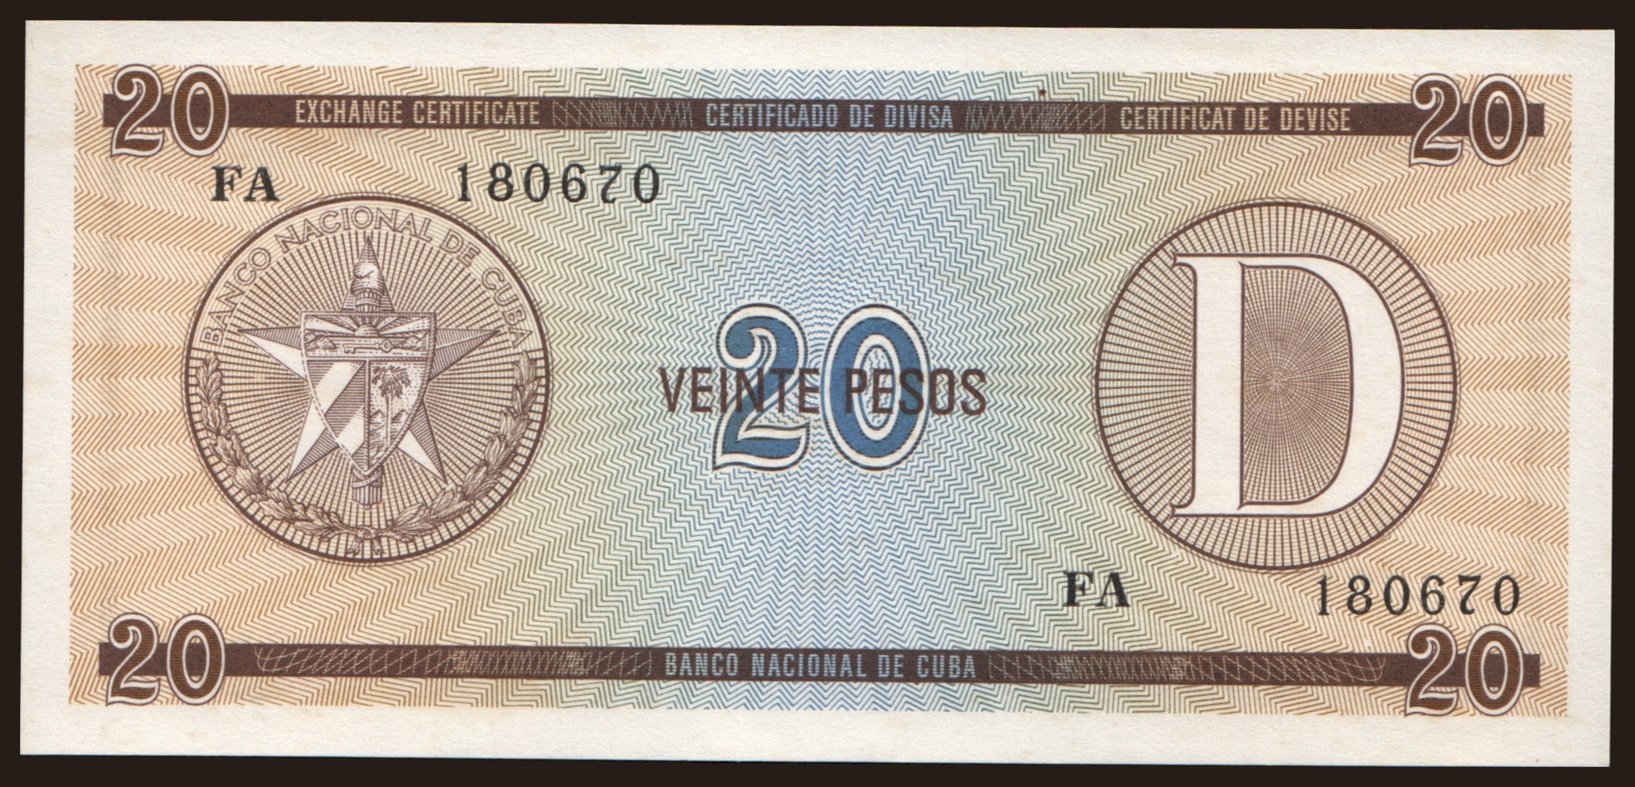 20 EXCHANGE CERTIFICATE CERTIFICADO DE DIVISA CERTIFICAT DE DEVISE 20
FA 180670
BANCO NACIONAL DE CUBA
20
VEINTE PESOS
D
FA 180670
20 BANCO NACIONAL DE CUBA 20